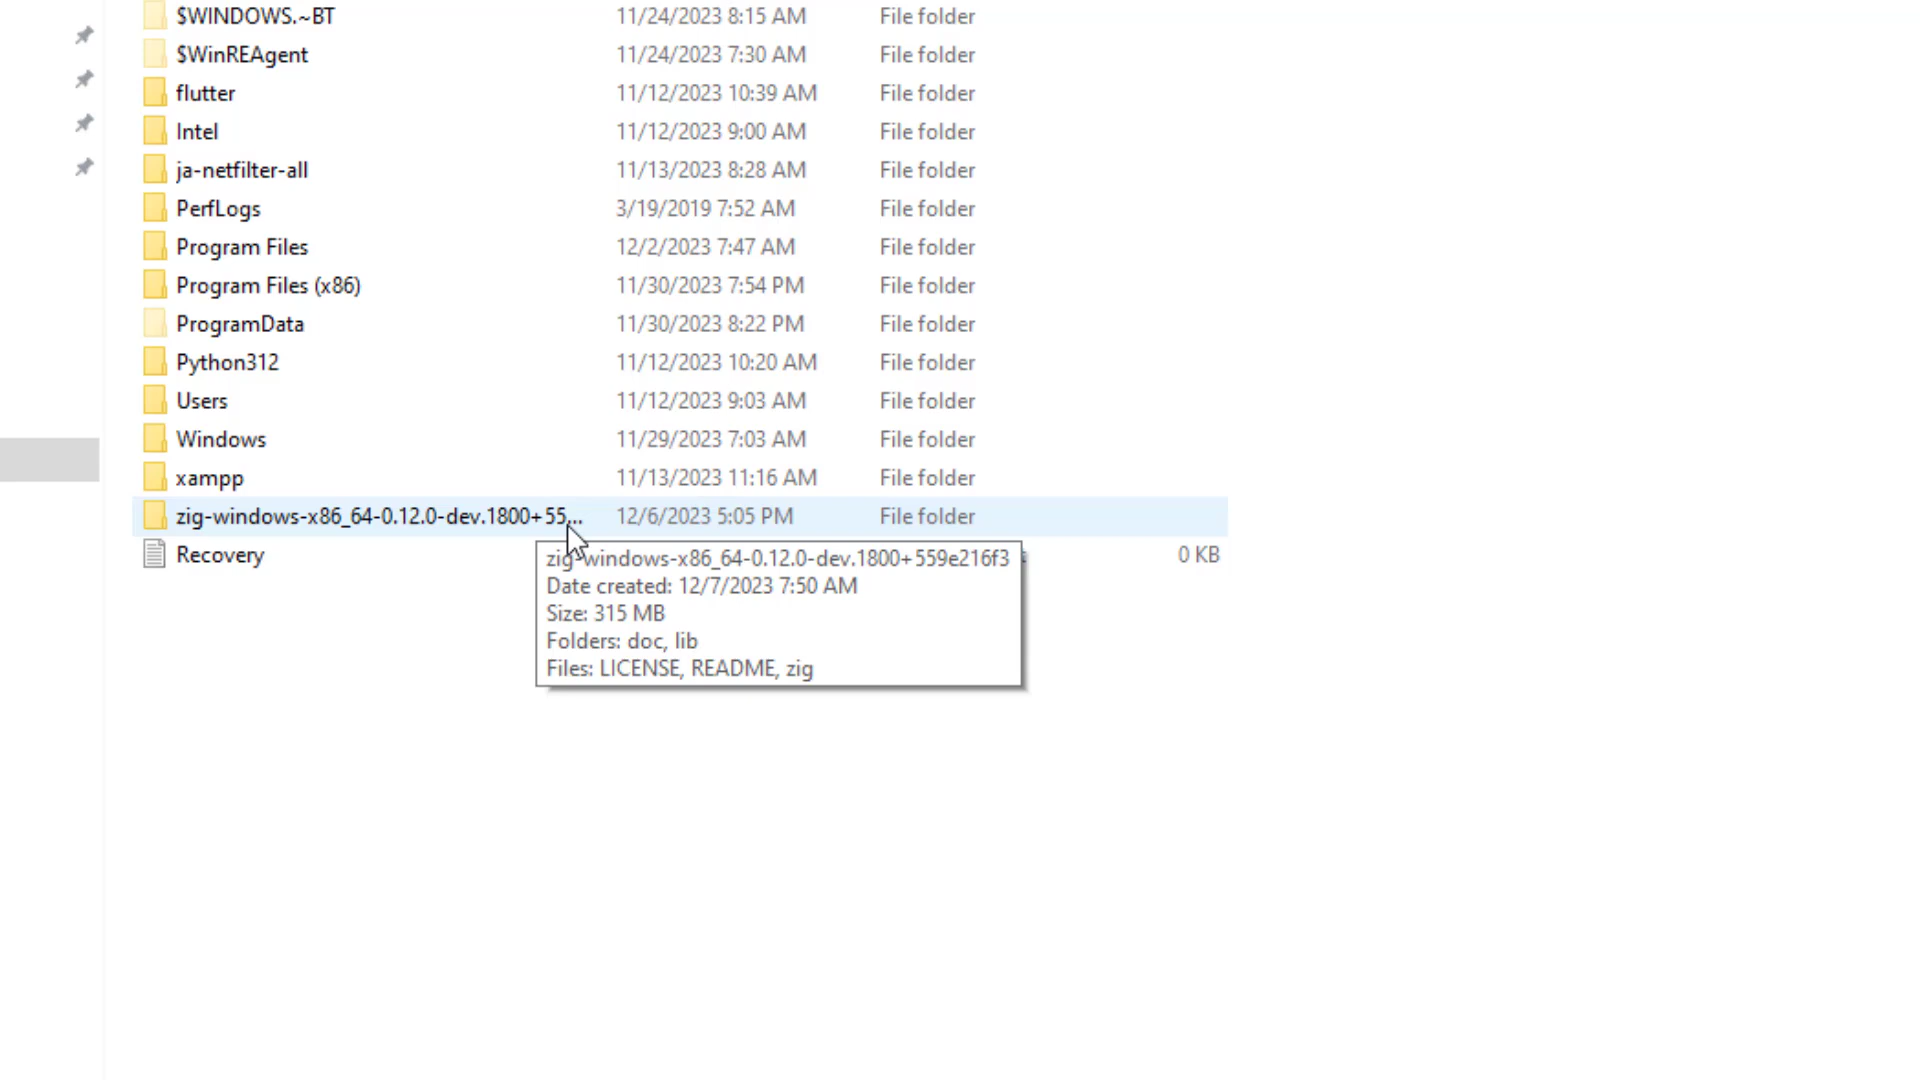 $WINDOWS.~BT 11/24/2023 8:15 AM File folder
$WinREAgent 11/24/2023 7:30 AM File folder
flutter 11/12/2023 10:39 AM File folder
Intel 11/12/2023 9:00 AM File folder
ja-netfilter-all 11/13/2023 8:28 AM File folder
PerfLogs 3/19/2019 7:52 AM File folder
Program Files 12/2/2023 7:47 AM File folder
Program Files (x86) 11/30/2023 7:54 PM File folder
ProgramData 11/30/2023 8:22 PM File folder
Python312 11/12/2023 10:20 AM File folder
Users 11/12/2023 9:03 AM File folder
Windows 11/29/2023 7:03 AM File folder
xampp 11/13/2023 11:16 AM File folder
zig-windows-x86_64-0.12.0-dev.1800+55... 12/6/2023 5:05 PM File folder
Recovery 0 KB
zig-windows-x86_64-0.12.0-dev.1800+559e216f3
Date created: 12/7/2023 7:50 AM
Size: 315 MB
Folders: doc, lib
Files: LICENSE, README, zig